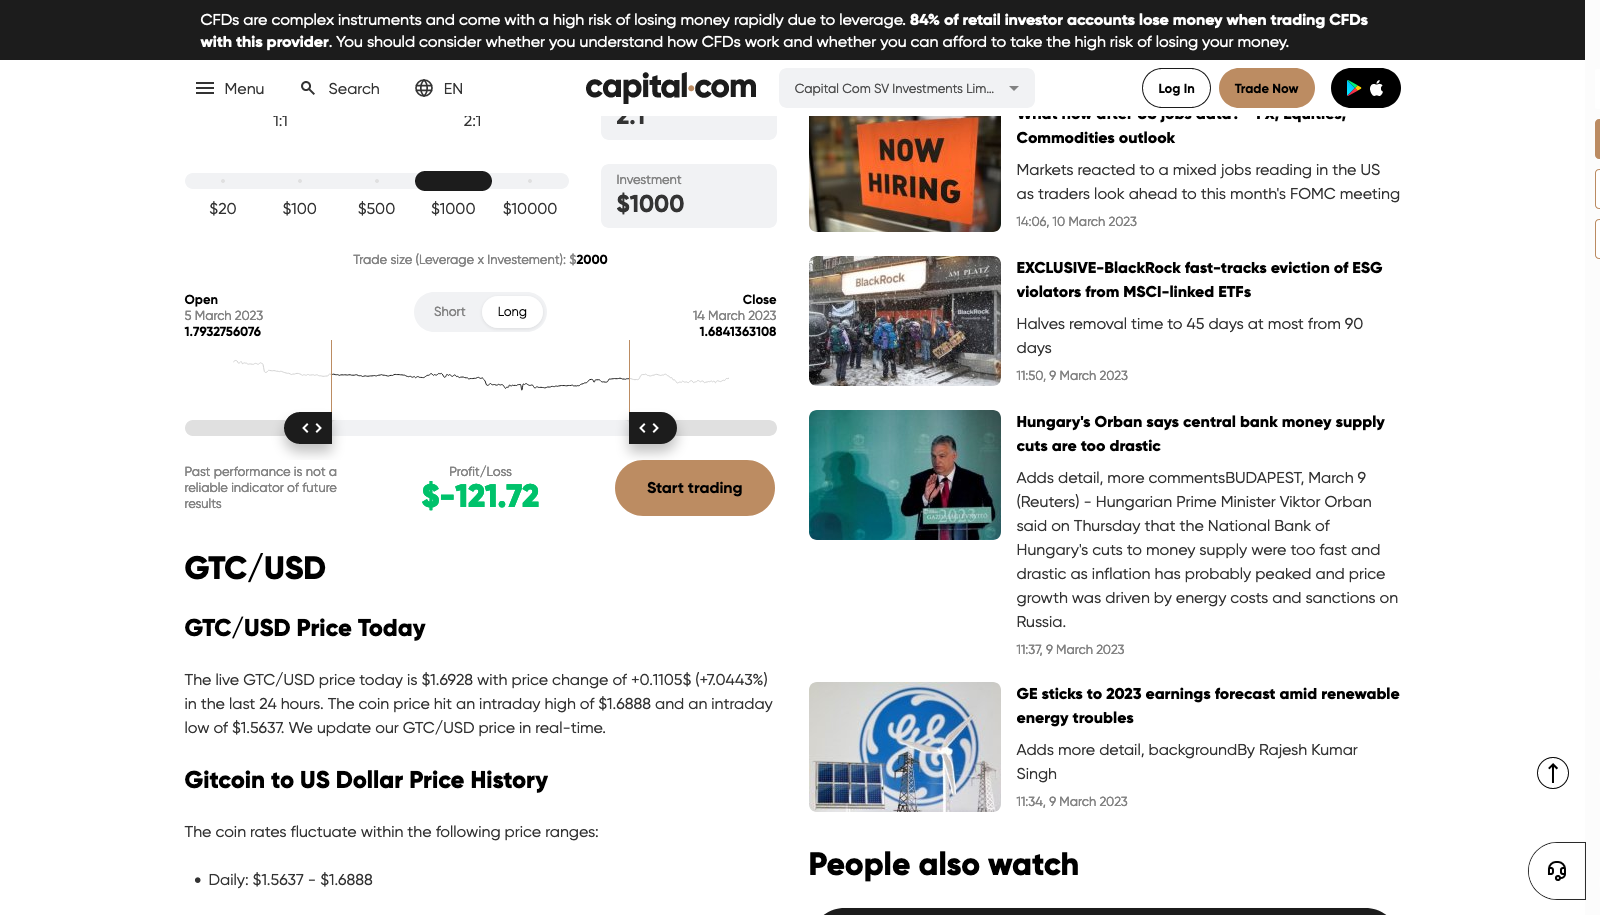 CFDs are complex instruments and come with a high risk of losing money rapidly due to leverage. 84% of retail investor accounts lose money when trading CFDs
with this provider. You should consider whether you understand how CFDs work and whether you can afford to take the high risk of losing your money.
Menu
Search
EN
capital.com
Capital Com SV Investments Lim...
Log In
Trade Now
1:1
2:1
2:1
$20
$100
$500
$1000
$10000
Investment
$1000
Trade size (Leverage x Investement): $2000
Open
5 March 2023
1.7932756076
Short
Long
Close
14 March 2023
1.6841363108
Past performance is not a
reliable indicator of future
results
Profit/Loss
$-121.72
Start trading
GTC/USD
GTC/USD Price Today
The live GTC/USD price today is $1.6928 with price change of +0.1105$ (+7.0443%)
in the last 24 hours. The coin price hit an intraday high of $1.6888 and an intraday
low of $1.5637. We update our GTC/USD price in real-time.
Gitcoin to US Dollar Price History
The coin rates fluctuate within the following price ranges:
Daily: $1.5637 - $1.6888
NOW
HIRING
What now after US jobs data? - FX, Equities,
Commodities outlook
Markets reacted to a mixed jobs reading in the US
as traders look ahead to this month's FOMC meeting
14:06, 10 March 2023
BlackRock
AM PLATZ
BlackRock
EXCLUSIVE-BlackRock fast-tracks eviction of ESG
violators from MSCI-linked ETFs
Halves removal time to 45 days at most from 90
days
11:50, 9 March 2023
2023
Hungary's Orban says central bank money supply
cuts are too drastic
Adds detail, more commentsBUDAPEST, March 9
(Reuters) - Hungarian Prime Minister Viktor Orban
said on Thursday that the National Bank of
Hungary's cuts to money supply were too fast and
drastic as inflation has probably peaked and price
growth was driven by energy costs and sanctions on
Russia.
11:37, 9 March 2023
GE sticks to 2023 earnings forecast amid renewable
energy troubles
Adds more detail, backgroundBy Rajesh Kumar
Singh
11:34, 9 March 2023
People also watch